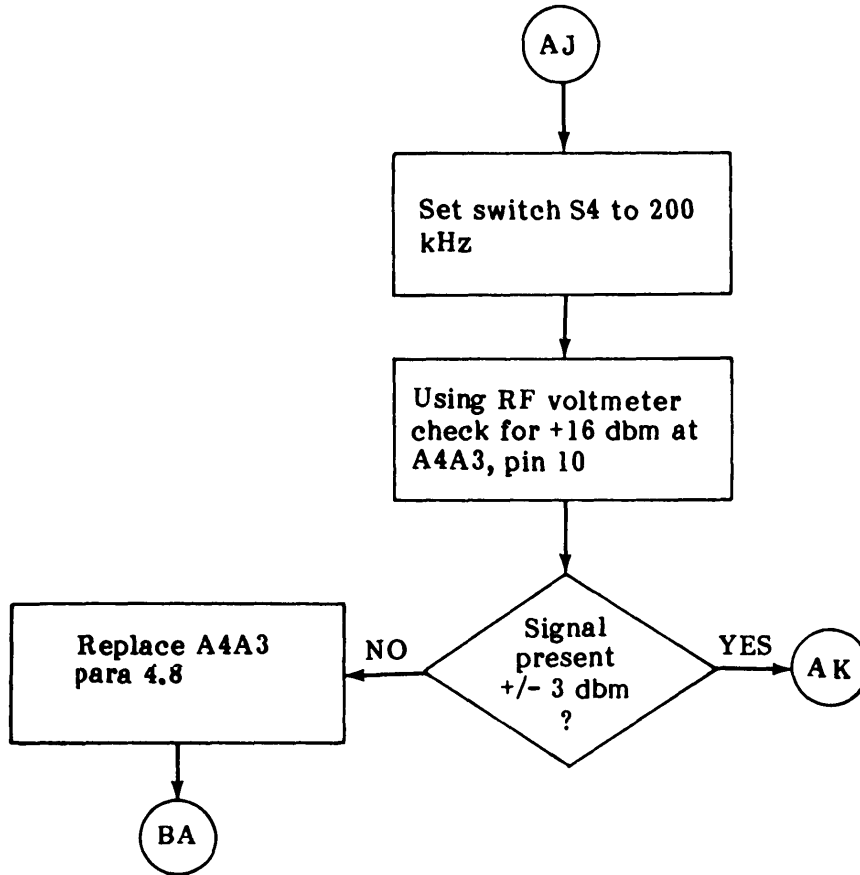 AJ
Set switch S4 to 200
kHz
Using RF voltmeter
check for +16 dbm at
A4A3, pin 10
Signal
present
+/- 3 dbm
?
NO
YES
Replace A4A3
para 4.8
AK
BA